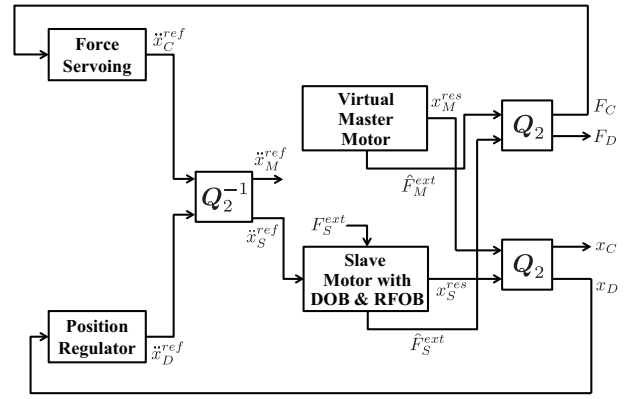 Force
Servoing
ẍ_C^{ref}
Virtual
Master
Motor
x_M^{res}
Q_2
F_C
F_D
F̂_M^{ext}
Q_2^{-1}
ẍ_M^{ref}
ẍ_S^{ref}
F_S^{ext}
Slave
Motor with
DOB & RFOB
x_S^{res}
Q_2
x_C
x_D
F̂_S^{ext}
Position
Regulator
ẍ_D^{ref}